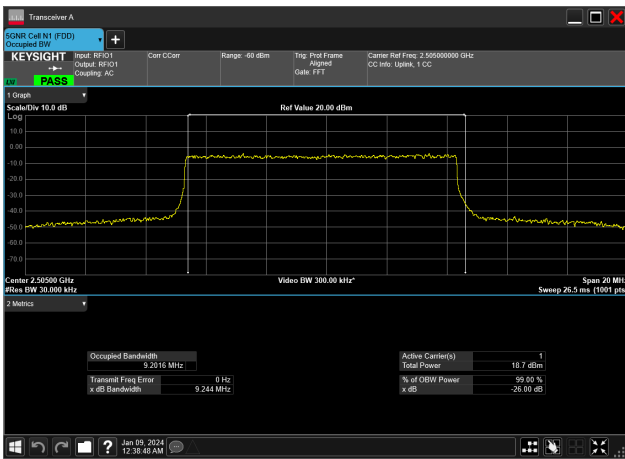 Transceiver A
5GNR Cell N1 (FDD)
Occupied BW
KEYSIGHT
LXI
PASS
Input: RFIO1
Output: RFIO1
Coupling: AC
Corr CCorr
Range: -60 dBm
Trig: Prot Frame
Aligned
Gate: FFT
Carrier Ref Freq: 2.505000000 GHz
CC Info: Uplink, 1 CC
1 Graph
Scale/Div 10.0 dB
Ref Value 20.00 dBm
Log
10.0
0.00
-10.0
-20.0
-30.0
-40.0
-50.0
-60.0
-70.0
Center 2.50500 GHz
Video BW 300.00 kHz*
Span 20 MHz
#Res BW 30.000 kHz
Sweep 26.5 ms (1001 pts
2 Metrics
Occupied Bandwidth
9.2016 MHz
Transmit Freq Error 0 Hz
x dB Bandwidth 9.244 MHz
Active Carrier(s) 1
Total Power 18.7 dBm
% of OBW Power 99.00 %
x dB -26.00 dB
?
Jan 09, 2024
12:38:48 AM